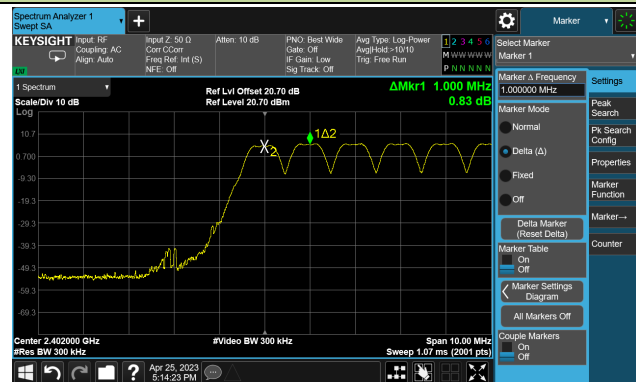 Spectrum Analyzer 1
Swept SA
Marker
KEYSIGHT
Input: RF
Coupling: AC
Align: Auto
Input Z: 50 Ω
Corr CCorr
Freq Ref: Int (S)
NFE: Off
Atten: 10 dB
PNO: Best Wide
Gate: Off
IF Gain: Low
Sig Track: Off
Avg Type: Log-Power
Avg|Hold:>10/10
Trig: Free Run
1 2 3 4 5 6
M W W W W W
P N N N N N
Select Marker
Marker 1
1 Spectrum
Scale/Div 10 dB
Log
Ref Lvl Offset 20.70 dB
Ref Level 20.70 dBm
ΔMkr1 1.000 MHz
0.83 dB
10.7
0.700
-9.30
-19.3
-29.3
-39.3
-49.3
-59.3
-69.3
X2
1Δ2
Center 2.402000 GHz
#Res BW 300 kHz
#Video BW 300 kHz
Span 10.00 MHz
Sweep 1.07 ms (2001 pts)
Marker Δ Frequency
1.000000 MHz
Marker Mode
Normal
Delta (Δ)
Fixed
Off
Delta Marker
(Reset Delta)
Marker Table
On
Off
Marker Settings
Diagram
All Markers Off
Couple Markers
On
Off
Settings
Peak
Search
Pk Search
Config
Properties
Marker
Function
Marker→
Counter
?
Apr 25, 2023
5:14:23 PM